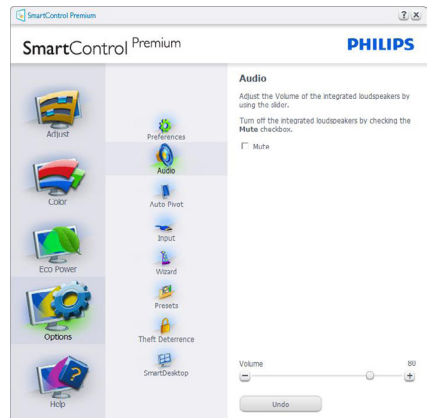 SmartControl Premium
SmartControl Premium
PHILIPS
Adjust
Color
Eco Power
Options
Help
Preferences
Audio
Auto Pivot
Input
Wizard
Presets
Theft Deterrence
SmartDesktop
Audio
Adjust the Volume of the integrated loudspeakers by
using the slider.
Turn off the integrated loudspeakers by checking the
Mute checkbox.
Mute
Volume 80
Undo